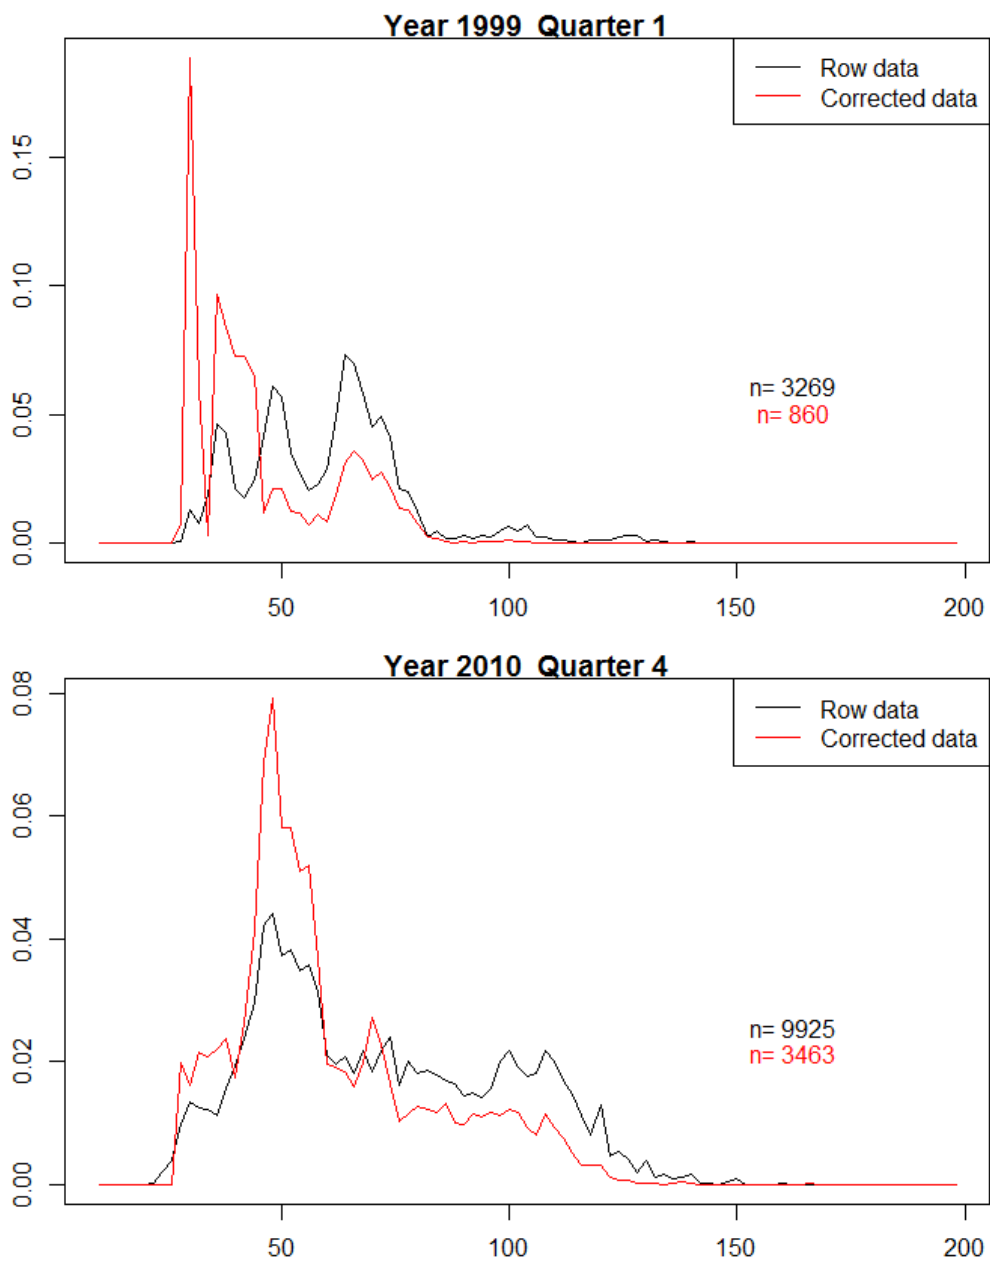 Year 1999  Quarter 1
Row data
Corrected data
0.15
0.10
0.05
0.00
n= 3269
n= 860
50 100 150 200
Year 2010  Quarter 4
Row data
Corrected data
0.08
0.06
0.04
0.02
0.00
n= 9925
n= 3463
50 100 150 200